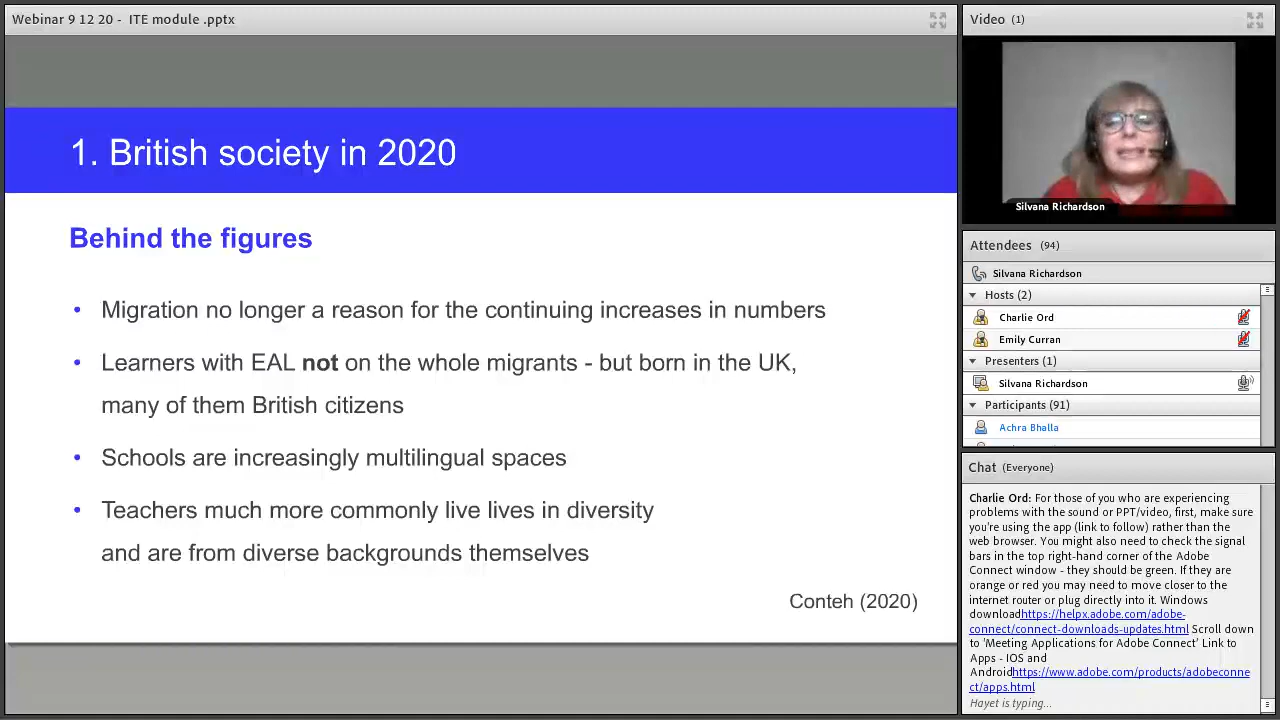 Webinar 9 12 20 - ITE module .pptx
1. British society in 2020
Behind the figures
• Migration no longer a reason for the continuing increases in numbers
• Learners with EAL not on the whole migrants - but born in the UK,
many of them British citizens
• Schools are increasingly multilingual spaces
• Teachers much more commonly live lives in diversity
and are from diverse backgrounds themselves
Conteh (2020)
Video (1)
Silvana Richardson
Attendees (94)
Silvana Richardson
Hosts (2)
Charlie Ord
Emily Curran
Presenters (1)
Silvana Richardson
Participants (91)
Achra Bhalla
Chat (Everyone)
Charlie Ord: For those of you who are experiencing
problems with the sound or PPT/video, first, make sure
you're using the app (link to follow) rather than the
web browser. You might also need to check the signal
bars in the top right-hand corner of the Adobe
Connect window - they should be green. If they are
orange or red you may need to move closer to the
internet router or plug directly into it. Windows
downloadhttps://helpx.adobe.com/adobe-
connect/connect-downloads-updates.html Scroll down
to 'Meeting Applications for Adobe Connect' Link to
Apps - IOS and
Androidhttps://www.adobe.com/products/adobeconne
ct/apps.html
Hayet is typing...